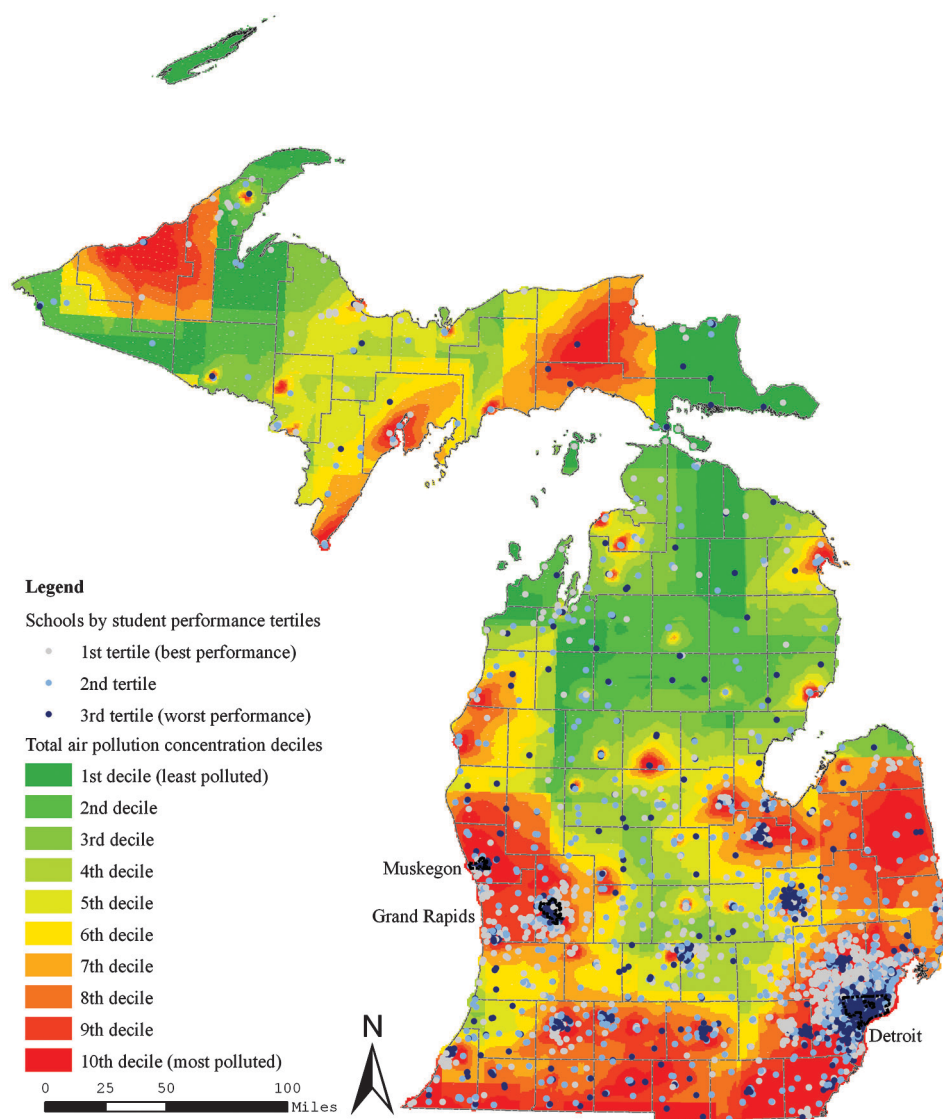 Legend
Schools by student performance tertiles
1st tertile (best performance)
2nd tertile
3rd tertile (worst performance)
Total air pollution concentration deciles
1st decile (least polluted)
2nd decile
3rd decile
4th decile
5th decile
6th decile
7th decile
8th decile
9th decile
10th decile (most polluted)
0 25 50 100
Miles
N
Muskegon
Grand Rapids
Detroit